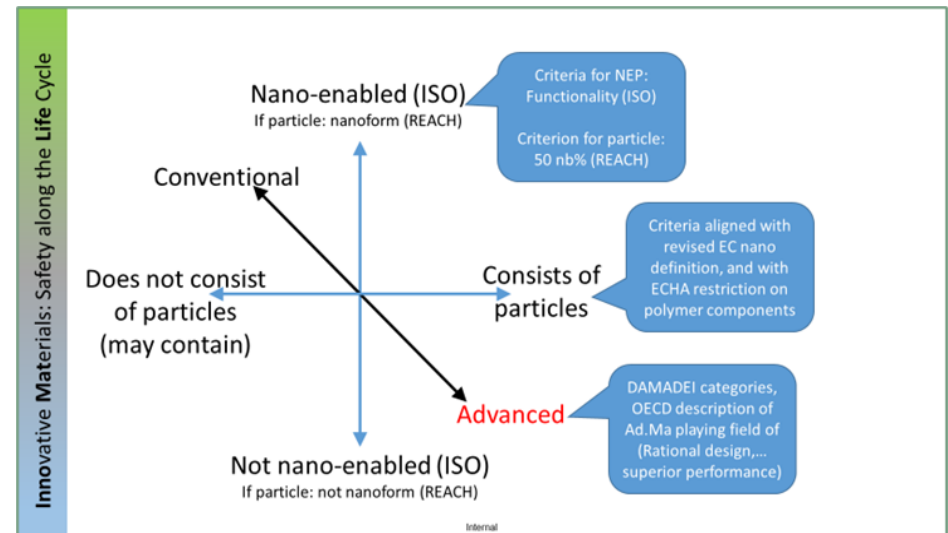 Innovative Materials: Safety along the Life Cycle
Nano-enabled (ISO)
If particle: nanoform (REACH)
Criteria for NEP:
Functionality (ISO)
Criterion for particle:
50 nb% (REACH)
Conventional
Does not consist
of particles
(may contain)
Consists of
particles
Criteria aligned with
revised EC nano
definition, and with
ECHA restriction on
polymer components
Advanced
DAMADEI categories,
OECD description of
Ad.Ma playing field of
(Rational design,...
superior performance)
Not nano-enabled (ISO)
If particle: not nanoform (REACH)
Internal